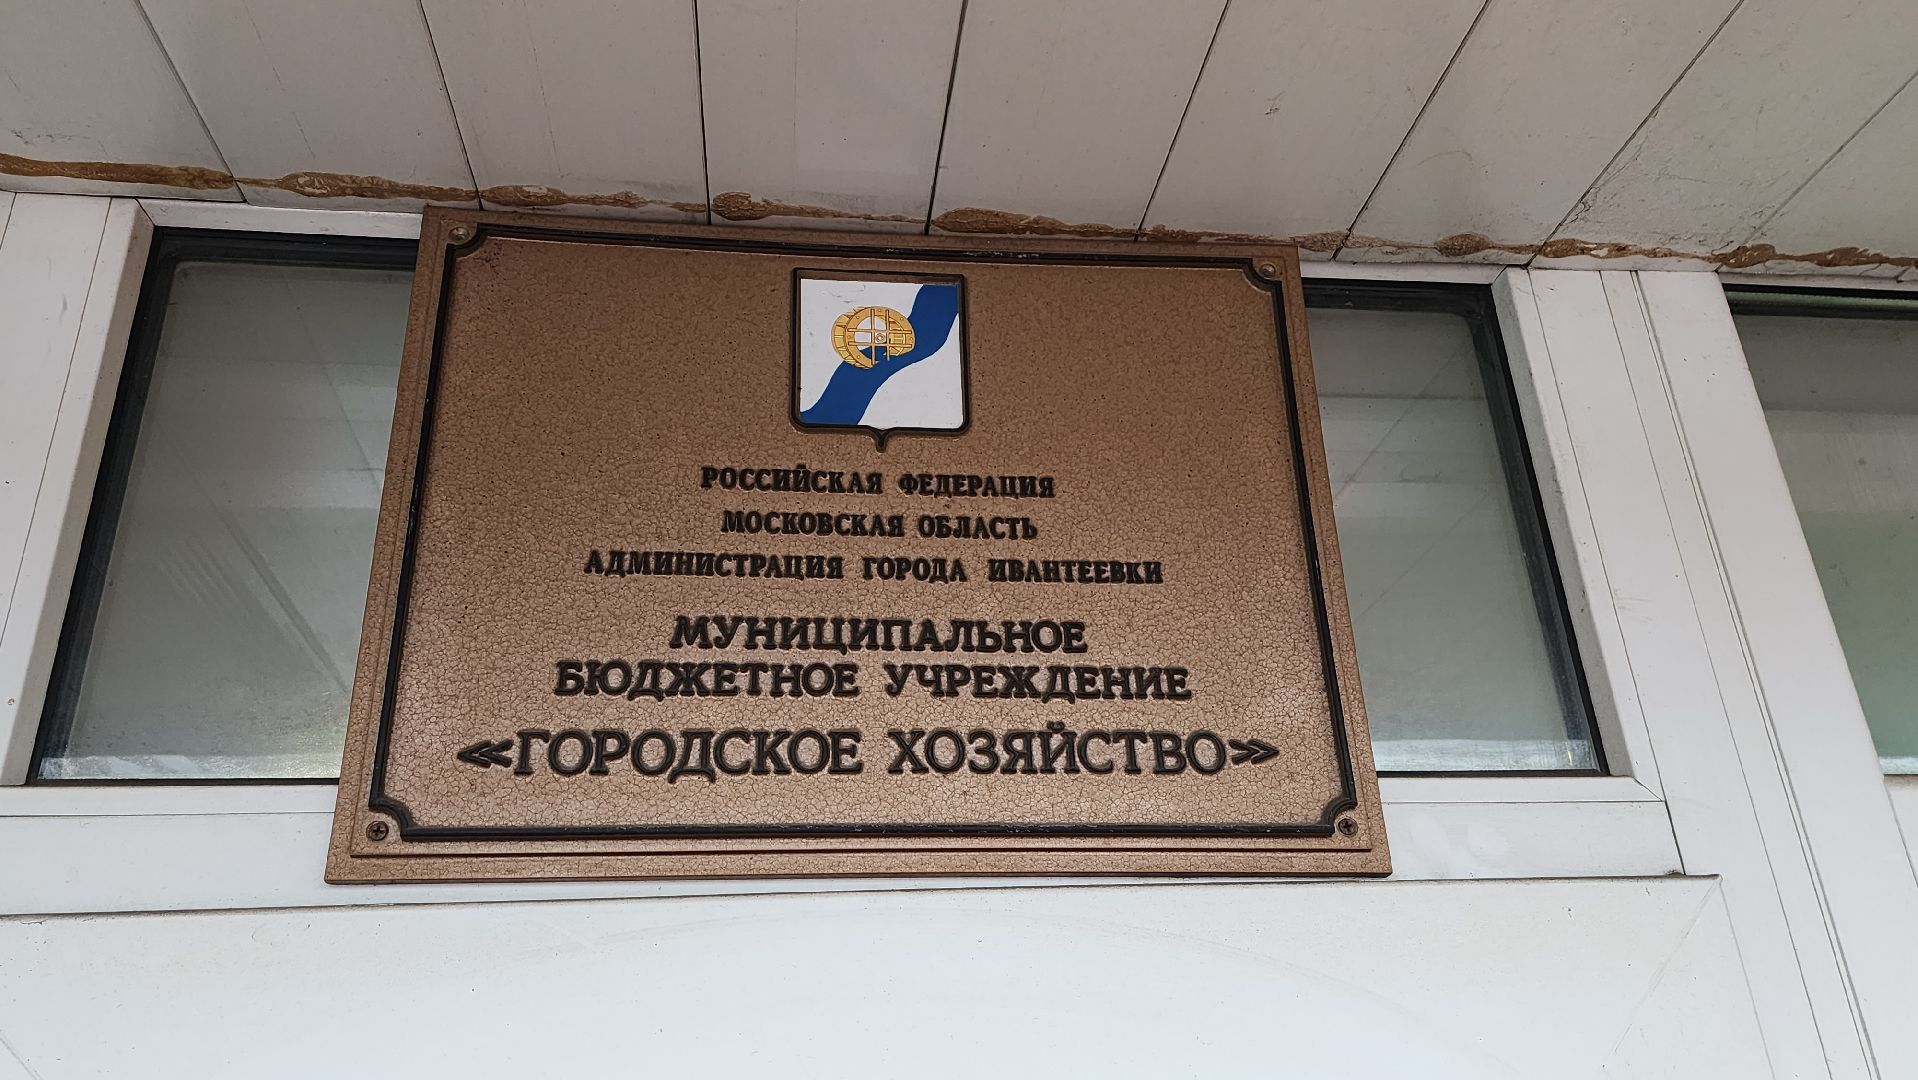 РОССИЙСКАЯ ФЕДЕРАЦИЯ
МОСКОВСКАЯ ОБЛАСТЬ
АДМИНИСТРАЦИЯ ГОРОДА ИВАНТЕЕВКИ
МУНИЦИПАЛЬНОЕ
БЮДЖЕТНОЕ УЧРЕЖДЕНИЕ
«ГОРОДСКОЕ ХОЗЯЙСТВО»